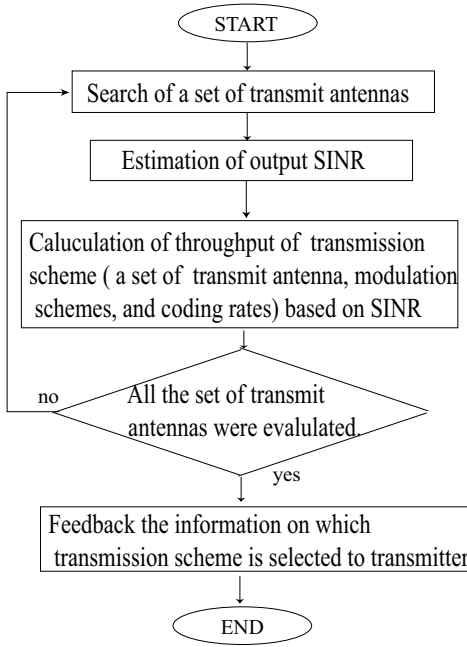 START
Search of a set of transmit antennas
Estimation of output SINR
Caluculation of throughput of transmission
scheme ( a set of transmit antenna, modulation
schemes, and coding rates) based on SINR
no
All the set of transmit
antennas were evalulated.
yes
Feedback the information on which
transmission scheme is selected to transmitter
END